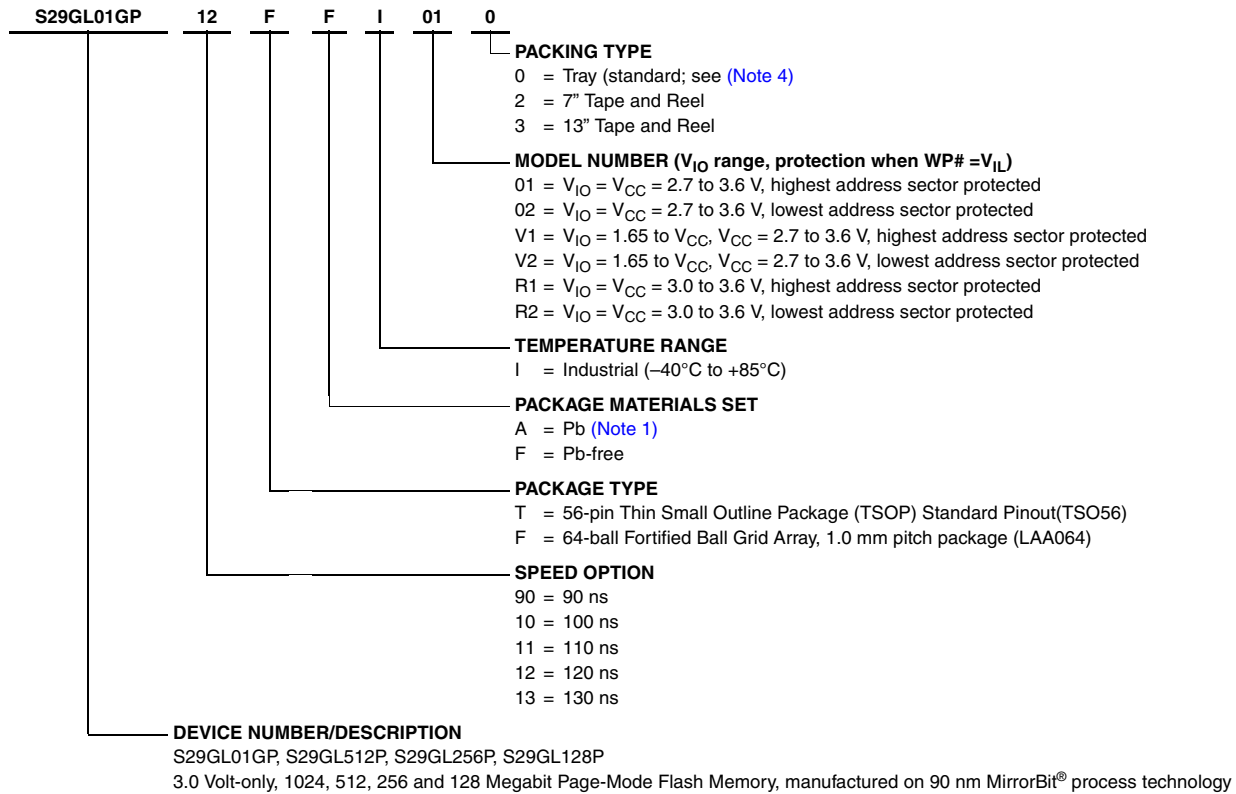 S29GL01GP 12 F F I 01 0
PACKING TYPE
0 = Tray (standard; see (Note 4)
2 = 7” Tape and Reel
3 = 13” Tape and Reel
MODEL NUMBER (VIO range, protection when WP# =VIL)
01 = VIO = VCC = 2.7 to 3.6 V, highest address sector protected
02 = VIO = VCC = 2.7 to 3.6 V, lowest address sector protected
V1 = VIO = 1.65 to VCC, VCC = 2.7 to 3.6 V, highest address sector protected
V2 = VIO = 1.65 to VCC, VCC = 2.7 to 3.6 V, lowest address sector protected
R1 = VIO = VCC = 3.0 to 3.6 V, highest address sector protected
R2 = VIO = VCC = 3.0 to 3.6 V, lowest address sector protected
TEMPERATURE RANGE
I = Industrial (–40°C to +85°C)
PACKAGE MATERIALS SET
A = Pb (Note 1)
F = Pb-free
PACKAGE TYPE
T = 56-pin Thin Small Outline Package (TSOP) Standard Pinout(TSO56)
F = 64-ball Fortified Ball Grid Array, 1.0 mm pitch package (LAA064)
SPEED OPTION
90 = 90 ns
10 = 100 ns
11 = 110 ns
12 = 120 ns
13 = 130 ns
DEVICE NUMBER/DESCRIPTION
S29GL01GP, S29GL512P, S29GL256P, S29GL128P
3.0 Volt-only, 1024, 512, 256 and 128 Megabit Page-Mode Flash Memory, manufactured on 90 nm MirrorBit® process technology